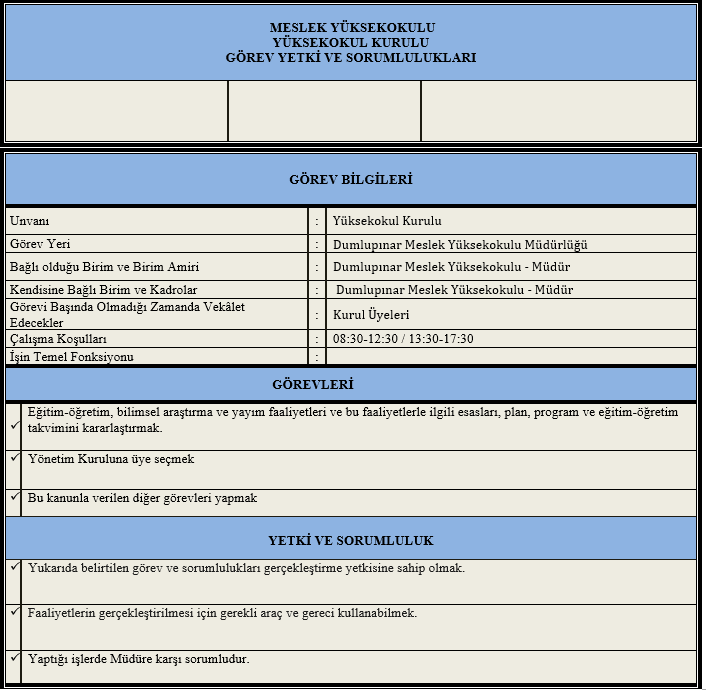 MESLEK YÜKSEKOKULU
YÜKSEKOKUL KURULU
GÖREV YETKİ VE SORUMLULUKLARI
GÖREV BİLGİLERİ
Unvanı : Yüksekokul Kurulu
Görev Yeri : Dumlupınar Meslek Yüksekokulu Müdürlüğü
Bağlı olduğu Birim ve Birim Amiri : Dumlupınar Meslek Yüksekokulu - Müdür
Kendisine Bağlı Birim ve Kadrolar : Dumlupınar Meslek Yüksekokulu - Müdür
Görevi Başında Olmadığı Zamanda Vekâlet
Edecekler : Kurul Üyeleri
Çalışma Koşulları : 08:30-12:30 / 13:30-17:30
İşin Temel Fonksiyonu :
GÖREVLERİ
✓ Eğitim-öğretim, bilimsel araştırma ve yayım faaliyetleri ve bu faaliyetlerle ilgili esasları, plan, program ve eğitim-öğretim
takvimini kararlaştırmak.
✓ Yönetim Kuruluna üye seçmek
✓ Bu kanunla verilen diğer görevleri yapmak
YETKİ VE SORUMLULUK
✓ Yukarıda belirtilen görev ve sorumlulukları gerçekleştirme yetkisine sahip olmak.
✓ Faaliyetlerin gerçekleştirilmesi için gerekli araç ve gereci kullanabilmek.
✓ Yaptığı işlerde Müdüre karşı sorumludur.